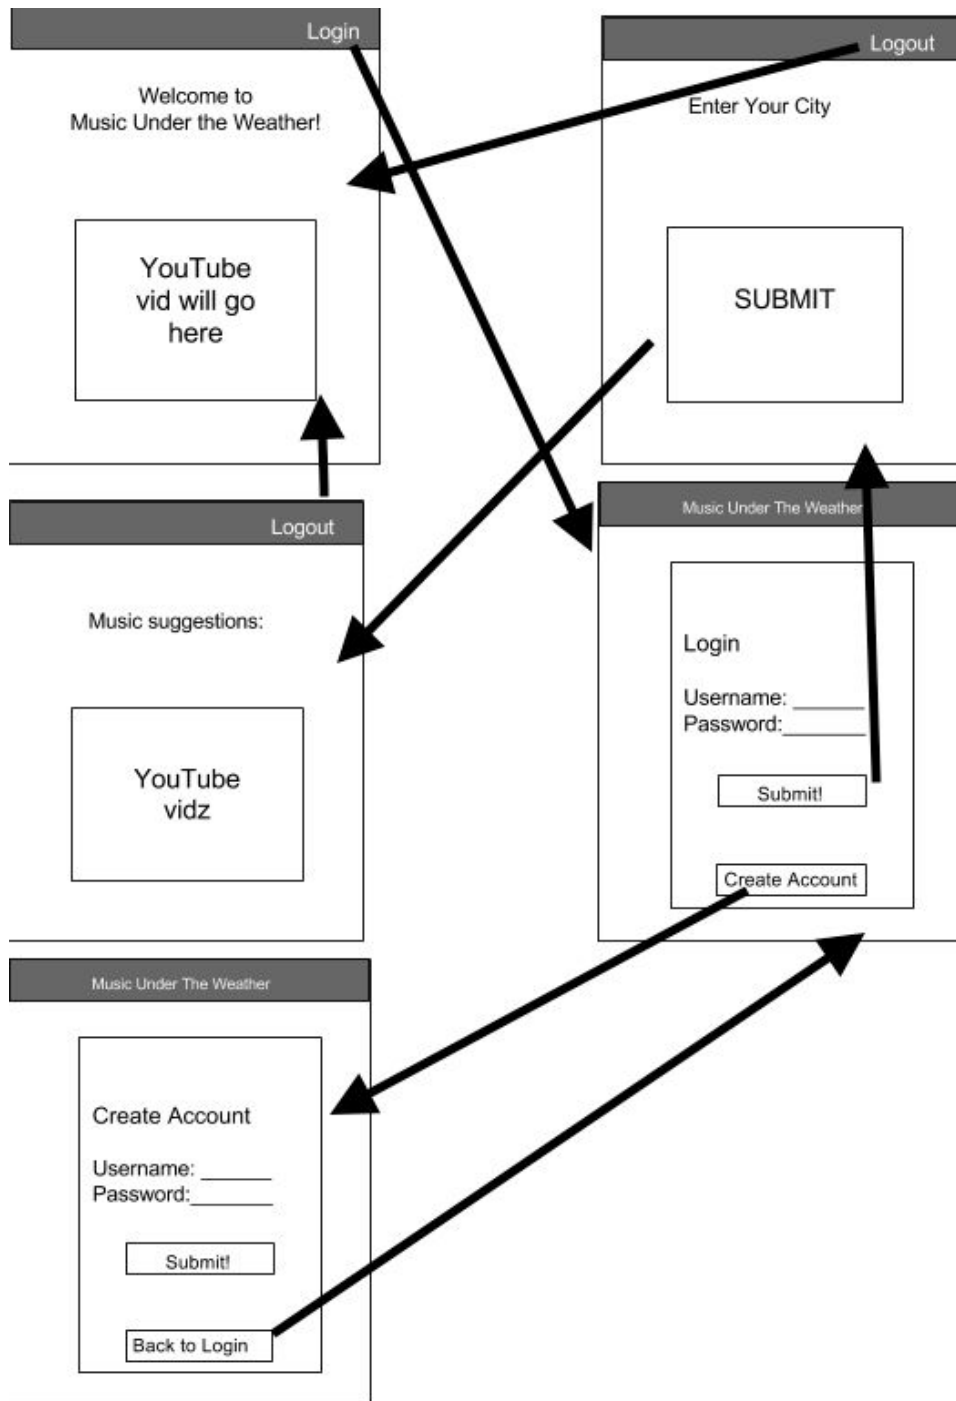 Login
Welcome to
Music Under the Weather!
YouTube
vid will go
here
Logout
Enter Your City
SUBMIT
Logout
Music suggestions:
YouTube
vidz
Music Under The Weather
Login
Username: ______
Password:_______
Submit!
Create Account
Music Under The Weather
Create Account
Username: ______
Password:_______
Submit!
Back to Login